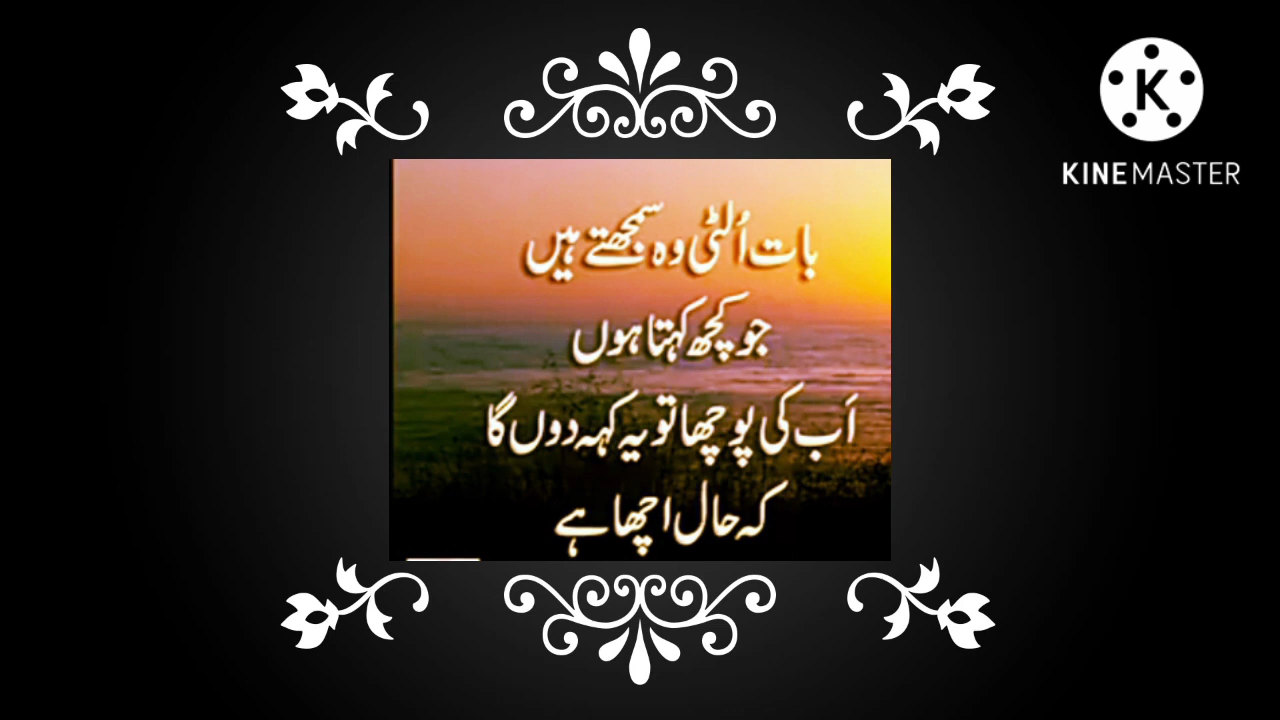 K
KINEMASTER
بات اُلٹی وہ سمجھتے ہیں
جو کچھ کہتا ہوں
اَب کی پوچھا تو یہ کہہ دوں گا
کہ حال اچھا ہے